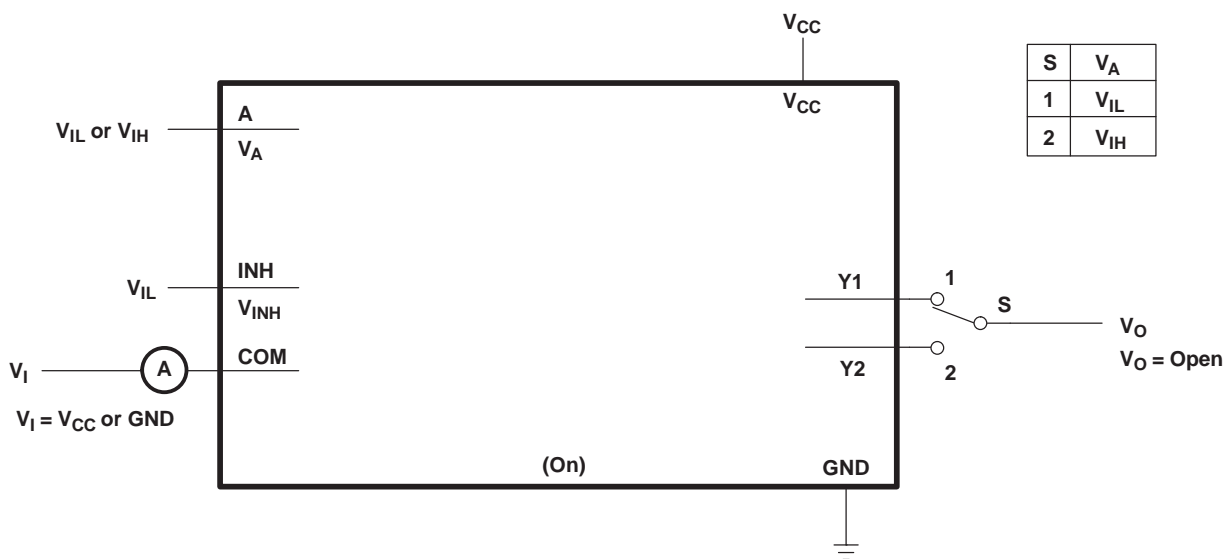 VCC
VCC
S VA
1 VIL
2 VIH
VIL or VIH
A
VA
VIL
INH
VINH
VI
A
COM
VI = VCC or GND
Y1
1
S
VO
VO = Open
Y2
2
(On)
GND